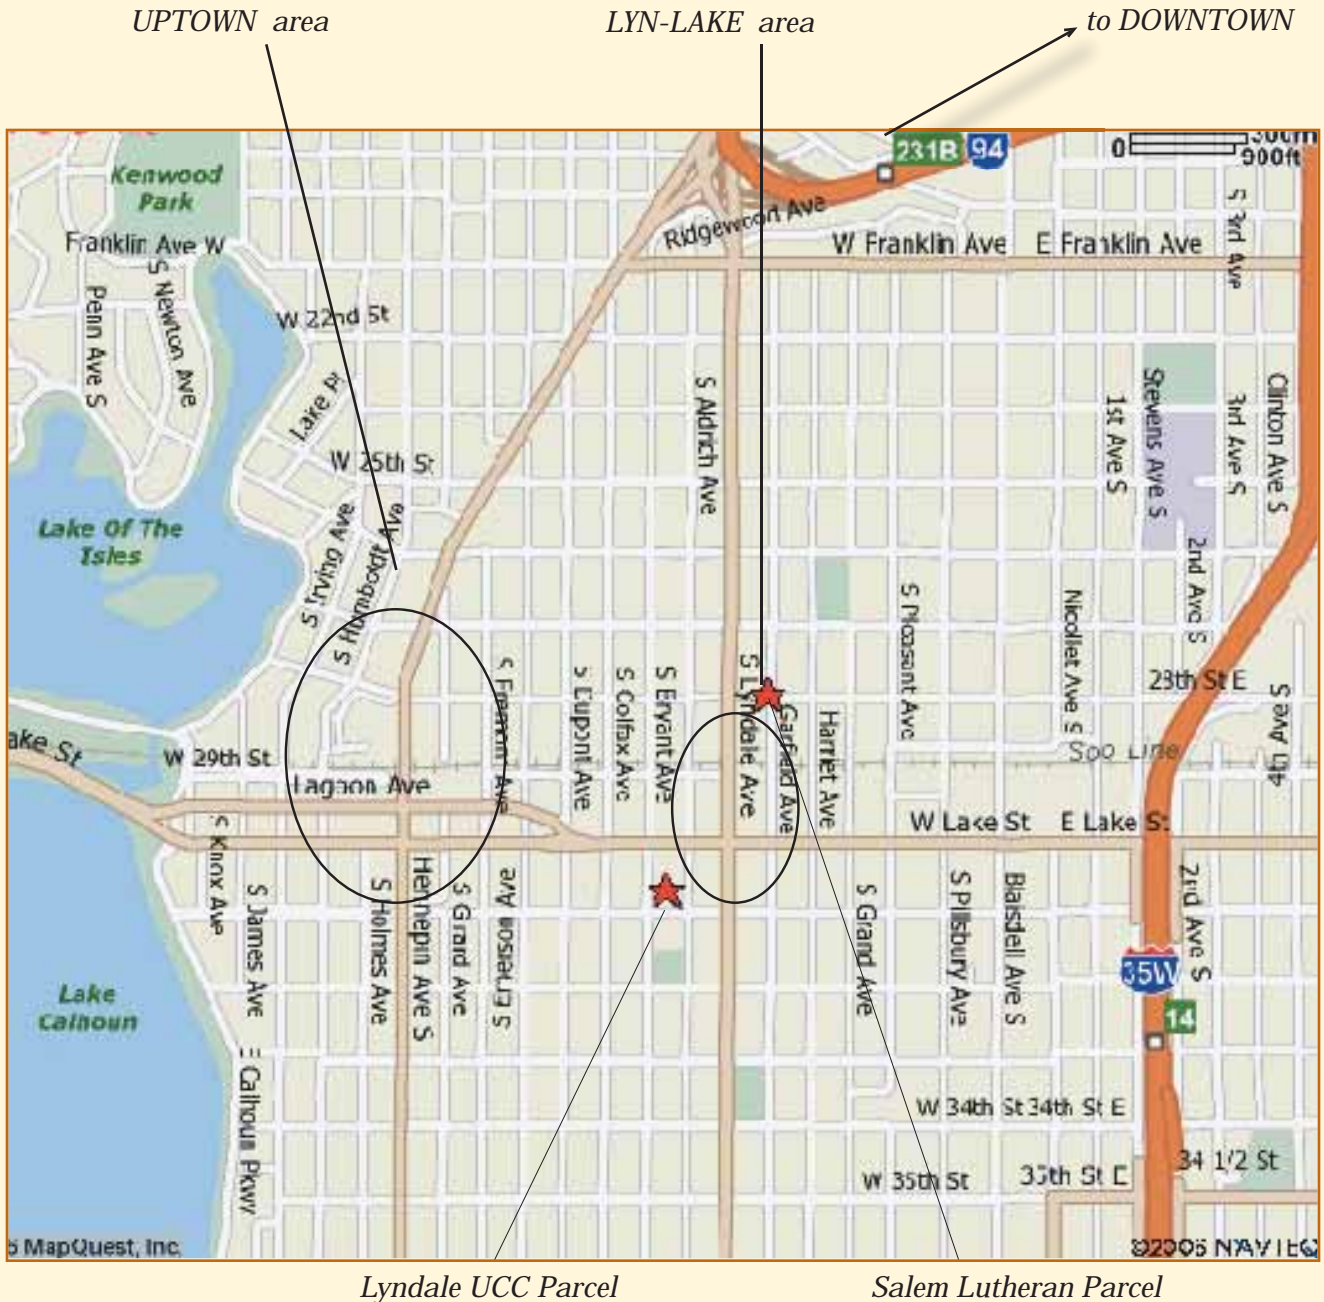 UPTOWN area
LYN-LAKE area
to DOWNTOWN
231B
94
0
900ft
Kenwood
Park
Ridgewood Ave
Franklin Ave W
W Franklin Ave
E Franklin Ave
S 3rd Ave
Penn Ave S
S Newton Ave
W 22nd St
Lake Pl
S Aldrich Ave
1st Ave S
Stevens Ave S
3rd Ave S
Clinton Ave S
W 25th St
Lake Of The
Isles
S Irving Ave
S Humboldt Ave
2nd Ave S
S Pleasant Ave
Nicollet Ave S
S Fremont Ave
S Dupont Ave
S Colfax Ave
S Bryant Ave
S Lyndale Ave
Garfield Ave
Harriet Ave
28th St E
4th Ave S
ake St
W 29th St
Soo Line
Lagoon Ave
W Lake St
E Lake St
S Knox Ave
S James Ave
S Holmes Ave
Hennepin Ave S
S Grand Ave
S Emerson Ave
S Grand Ave
S Pillsbury Ave
Blaisdell Ave S
2nd Ave S
35W
14
Lake
Calhoun
E Calhoun Pkwy
W 34th St
34th St E
34 1/2 St
W 35th St
35th St E
MapQuest, Inc.
Lyndale UCC Parcel
Salem Lutheran Parcel